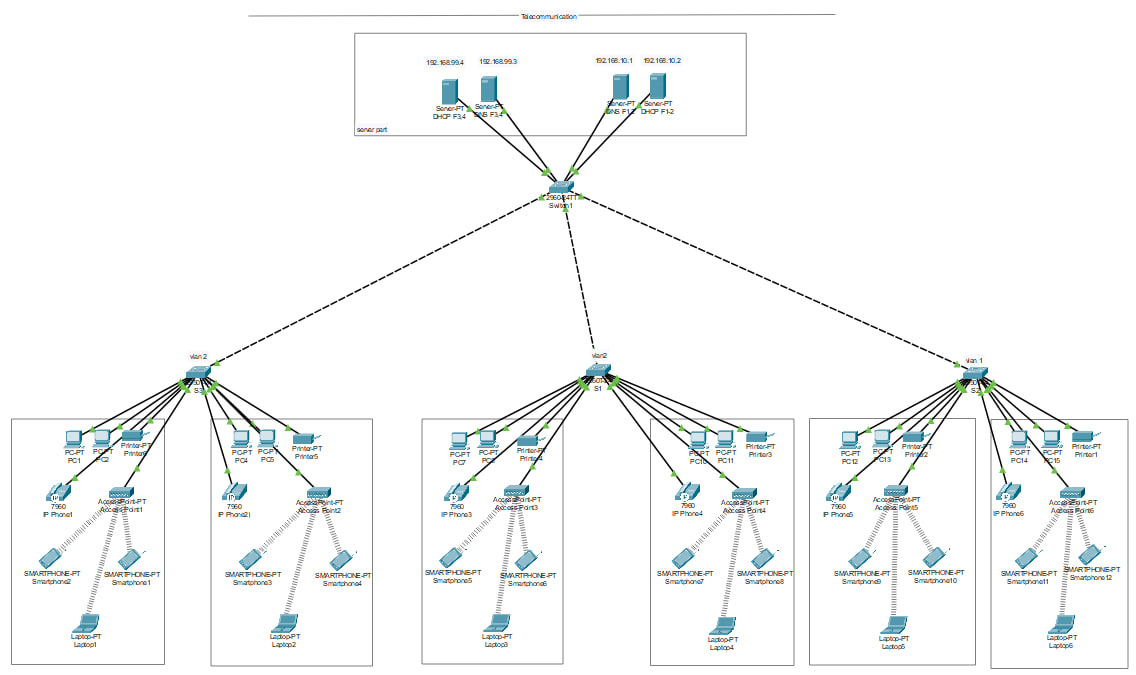 Telecommunication
192.168.99.4
192.168.99.3
192.168.10.1
192.168.10.2
Server-PT
DHCP F3,4
Server-PT
DNS F3,4
Server-PT
DNS F1,2
Server-PT
DHCP F1-2
server part
2960-24TT
Switch1
vlan 2
S3
vlan2
S1
vlan 1
S2
PC-PT
PC1
PC-PT
PC2
Printer-PT
PC-PT
PC4
PC-PT
PC5
Printer-PT
Printer5
PC-PT
PC7
PC-PT
Printer-PT
PC-PT
PC10
PC-PT
PC11
Printer-PT
Printer3
PC-PT
PC12
PC-PT
PC13
Printer-PT
Printer2
PC-PT
PC14
PC-PT
PC15
Printer-PT
Printer1
7960
IP Phone1
AccessPoint-PT
Access Point1
7960
IP Phone2)
AccessPoint-PT
Access Point2
7960
IP Phone3
AccessPoint-PT
Access Point3
7960
IP Phone4
AccessPoint-PT
Access Point4
7960
IP Phone5
AccessPoint-PT
Access Point5
7960
IP Phone6
AccessPoint-PT
Access Point6
SMARTPHONE-PT
Smartphone2
SMARTPHONE-PT
Smartphone1
SMARTPHONE-PT
Smartphone3
SMARTPHONE-PT
Smartphone4
SMARTPHONE-PT
Smartphone5
SMARTPHONE-PT
Smartphone6
SMARTPHONE-PT
Smartphone7
SMARTPHONE-PT
Smartphone8
SMARTPHONE-PT
Smartphone9
SMARTPHONE-PT
Smartphone10
SMARTPHONE-PT
Smartphone11
SMARTPHONE-PT
Smartphone12
Laptop-PT
Laptop1
Laptop-PT
Laptop2
Laptop-PT
Laptop3
Laptop-PT
Laptop4
Laptop-PT
Laptop5
Laptop-PT
Laptop6